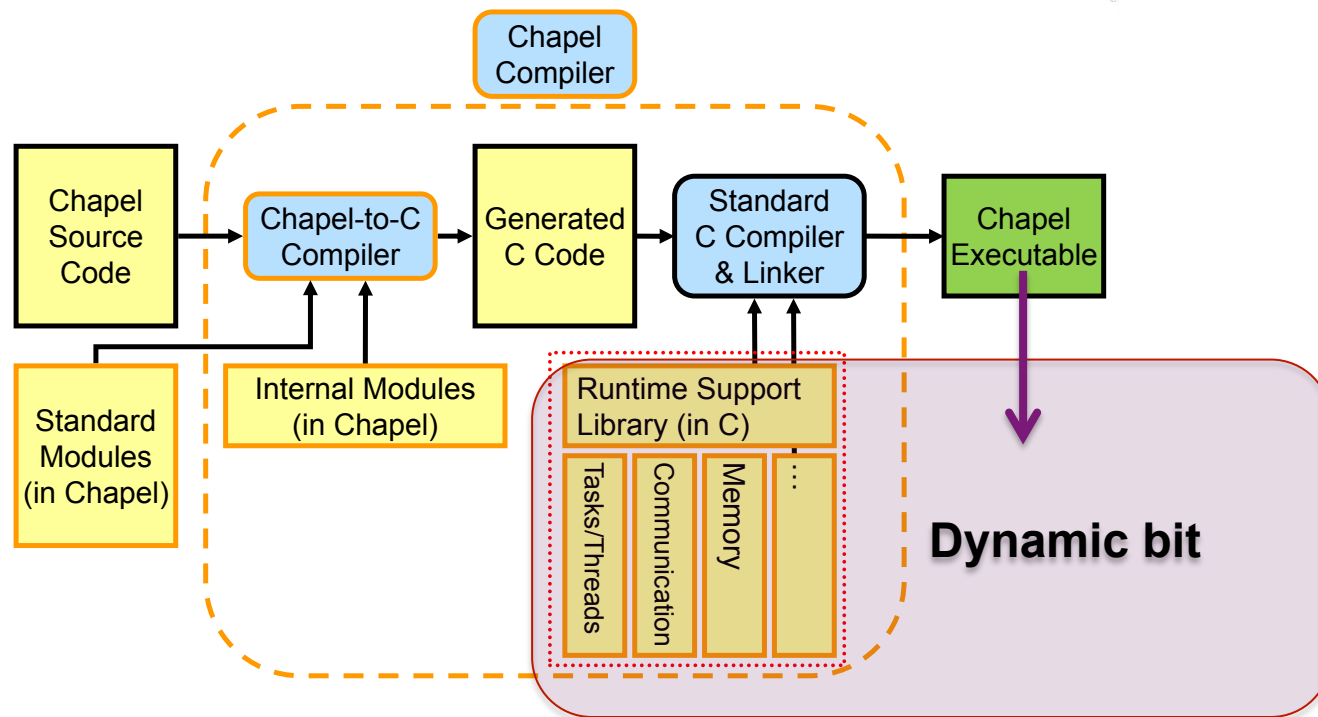 Chapel
Compiler
Chapel
Source
Code
Chapel-to-C
Compiler
Generated
C Code
Standard
C Compiler
& Linker
Chapel
Executable
Standard
Modules
(in Chapel)
Internal Modules
(in Chapel)
Runtime Support
Library (in C)
Tasks/Threads
Communication
Memory
...
Dynamic bit